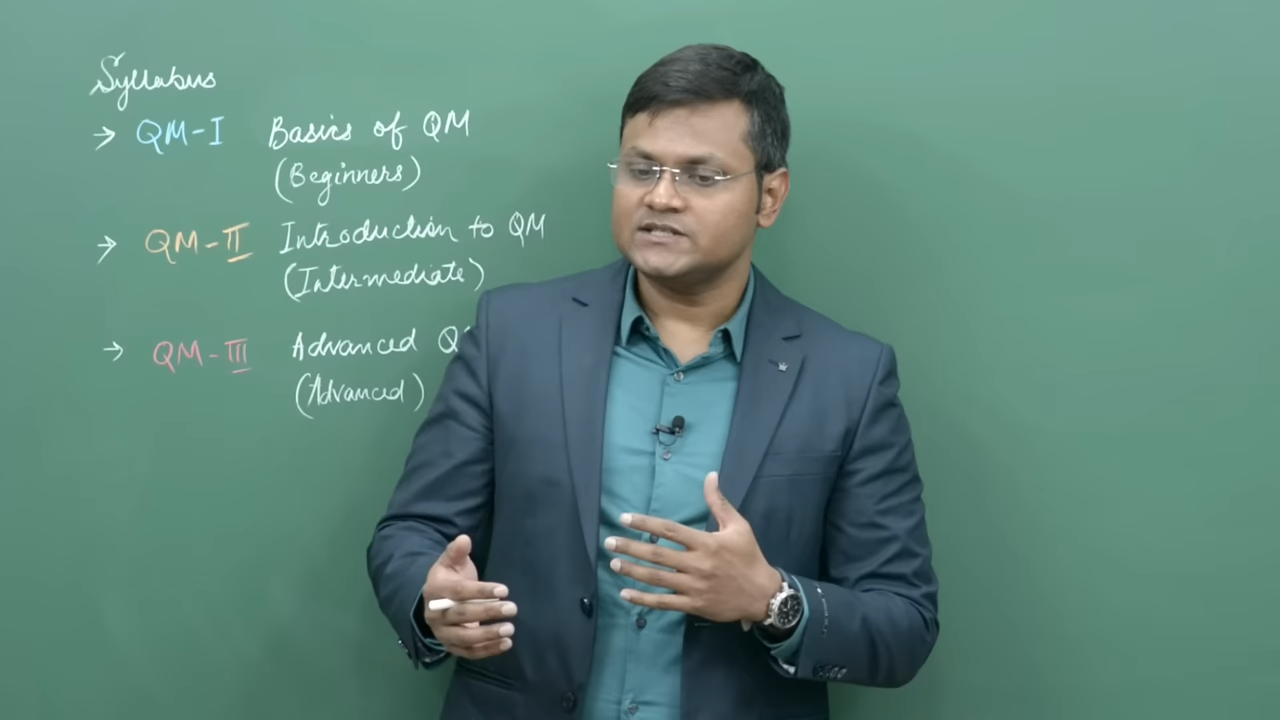 Syllabus
→ QM-I Basics of QM
(Beginners)
→ QM-II Introduction to QM
(Intermediate)
→ QM-III Advanced
(Advanced)